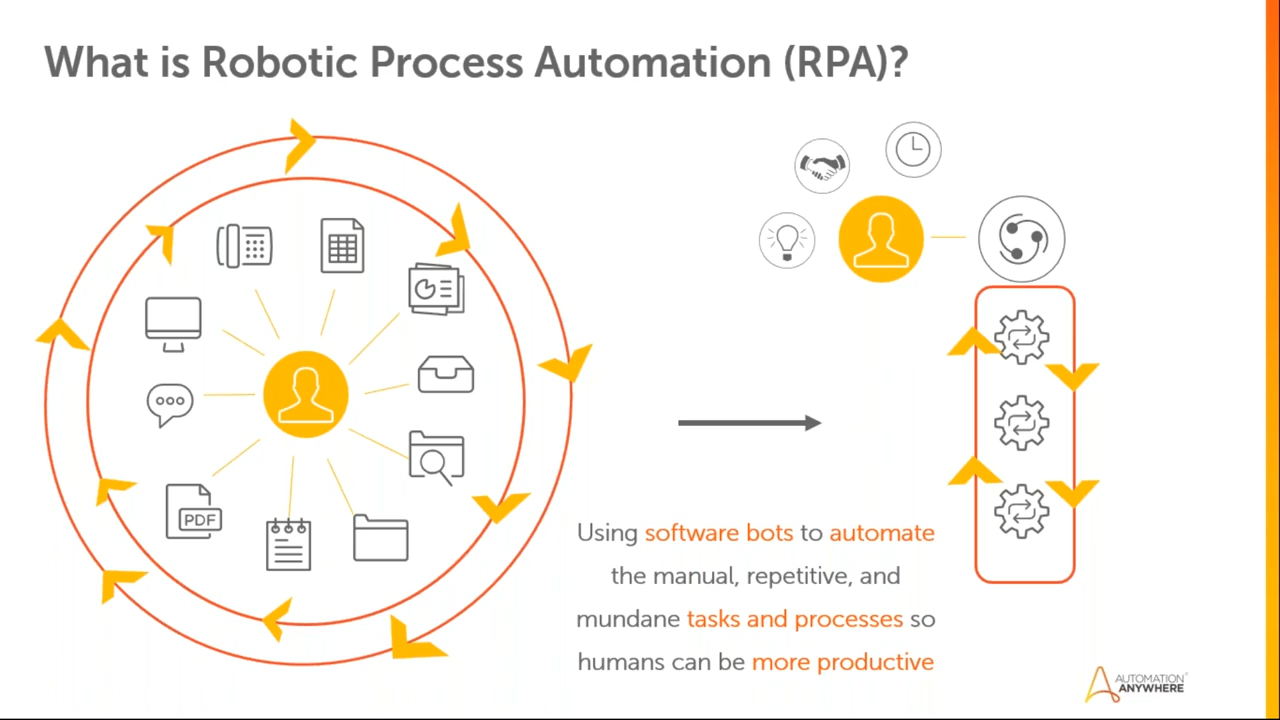 What is Robotic Process Automation (RPA)?
PDF
Using software bots to automate
the manual, repetitive, and
mundane tasks and processes so
humans can be more productive
AUTOMATION
ANYWHERE